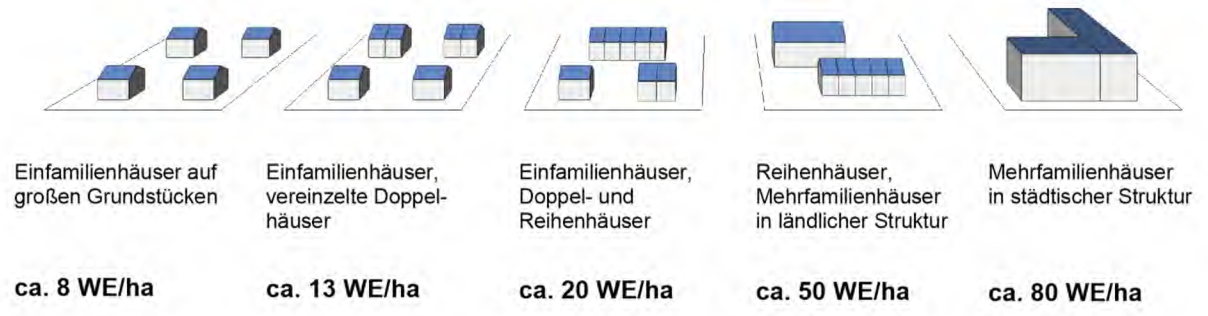 Einfamilienhäuser auf
großen Grundstücken
ca. 8 WE/ha
Einfamilienhäuser,
vereinzelte Doppel-
häuser
ca. 13 WE/ha
Einfamilienhäuser,
Doppel- und
Reihenhäuser
ca. 20 WE/ha
Reihenhäuser,
Mehrfamilienhäuser
in ländlicher Struktur
ca. 50 WE/ha
Mehrfamilienhäuser
in städtischer Struktur
ca. 80 WE/ha